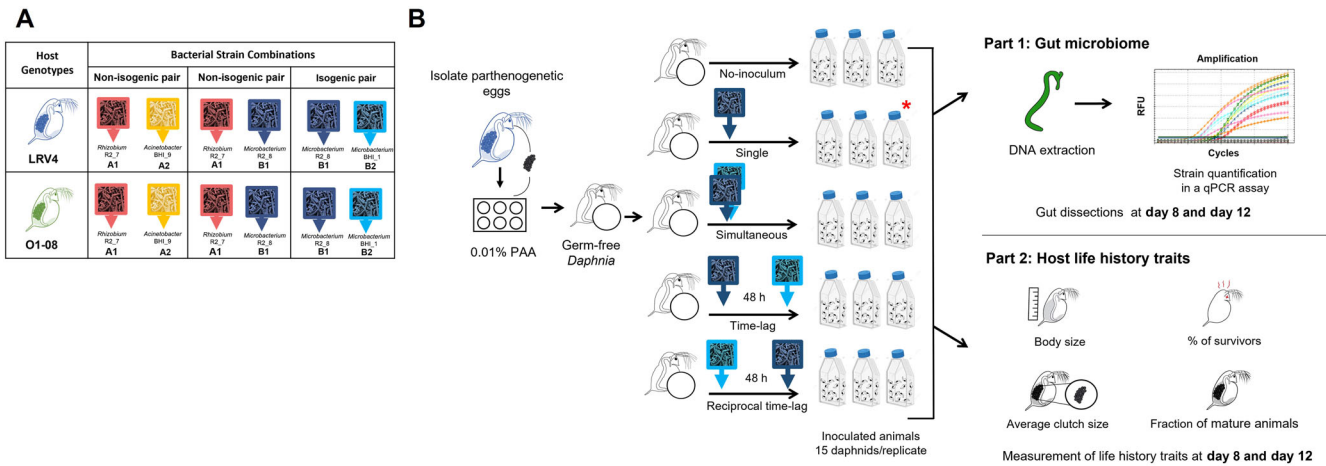 A
Host Genotypes
Bacterial Strain Combinations
Non-isogenic pair
Non-isogenic pair
Isogenic pair
LRV4
Rhizobium R2_7 A1
Acinetobacter BHI_9 A2
Rhizobium R2_7 A1
Microbacterium R2_8 B1
Microbacterium R2_8 B1
Microbacterium BHI_1 B2
O1-08
Rhizobium R2_7 A1
Acinetobacter BHI_9 A2
Rhizobium R2_7 A1
Microbacterium R2_8 B1
Microbacterium R2_8 B1
Microbacterium BHI_1 B2
B
Isolate parthenogenetic
eggs
0.01% PAA
Germ-free
Daphnia
No-inoculum
Single
*
Simultaneous
48 h
Time-lag
48 h
Reciprocal time-lag
Inoculated animals
15 daphnids/replicate
Part 1: Gut microbiome
DNA extraction
Amplification
RFU
Cycles
Strain quantification
in a qPCR assay
Gut dissections at day 8 and day 12
Part 2: Host life history traits
Body size
% of survivors
Average clutch size
Fraction of mature animals
Measurement of life history traits at day 8 and day 12